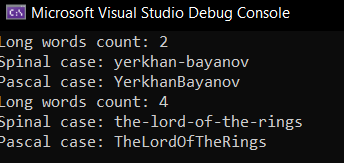 Microsoft Visual Studio Debug Console
Long words count: 2
Spinal case: yerkhan-bayanov
Pascal case: YerkhanBayanov
Long words count: 4
Spinal case: the-lord-of-the-rings
Pascal case: TheLordOfTheRings